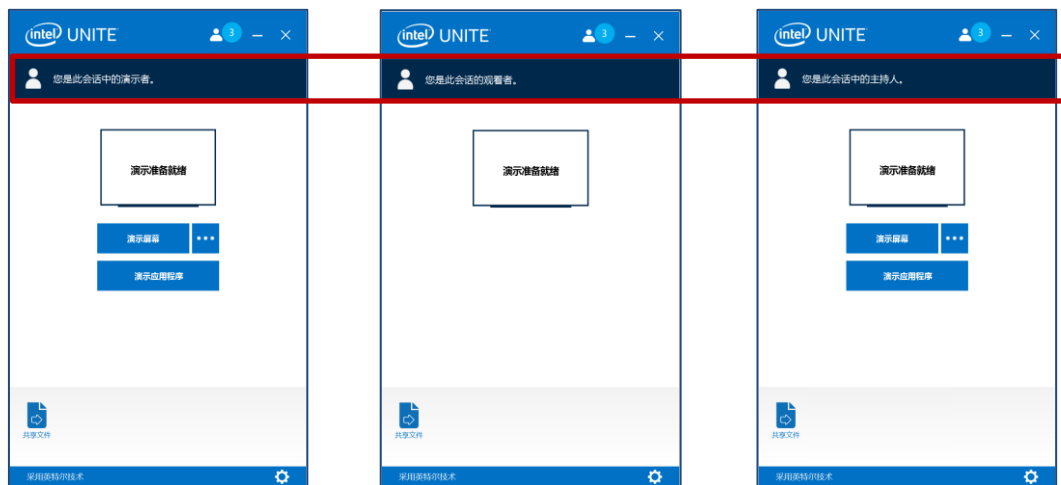 intel UNITE 3
您是此会话中的演示者。
演示准备就绪
演示屏幕
演示应用程序
共享文件
采用英特尔技术
intel UNITE 3
您是此会话的观看者。
演示准备就绪
共享文件
采用英特尔技术
intel UNITE 3
您是此会话中的主持人。
演示准备就绪
演示屏幕
演示应用程序
共享文件
采用英特尔技术